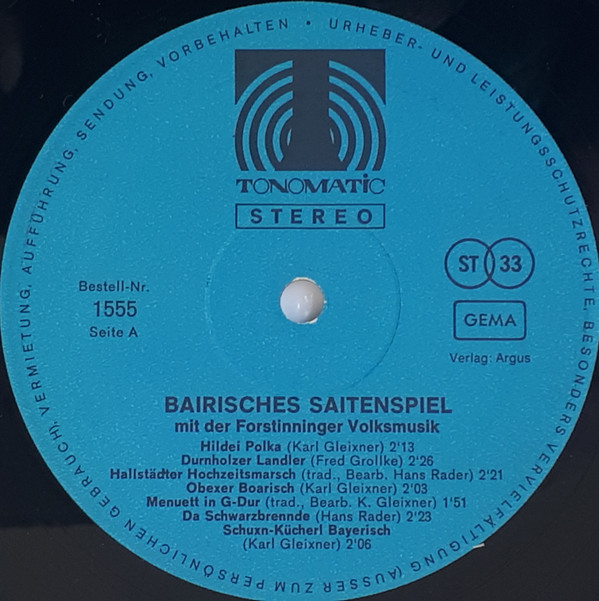 URHEBER- UND LEISTUNGSSCHUTZRECHTE, BESONDERS VERVIELFÄLTIGUNG (AUSSER ZUM PERSÖNLICHEN GEBRAUCH), VERMIETUNG, AUFFÜHRUNG, SENDUNG, VORBEHALTEN •
TONOMATIC
STEREO
ST 33
Bestell-Nr.
1555
Seite A
GEMA
Verlag: Argus
BAIRISCHES SAITENSPIEL
mit der Forstinninger Volksmusik
Hildei Polka (Karl Gleixner) 2'13
Durnholzer Landler (Fred Grollke) 2'26
Hallstädter Hochzeitsmarsch (trad., Bearb. Hans Rader) 2'21
Obexer Boarisch (Karl Gleixner) 2'03
Menuett in G-Dur (trad., Bearb. K. Gleixner) 1'51
Da Schwarzbrennde (Hans Rader) 2'23
Schuxn-Kücherl Bayerisch
(Karl Gleixner) 2'06